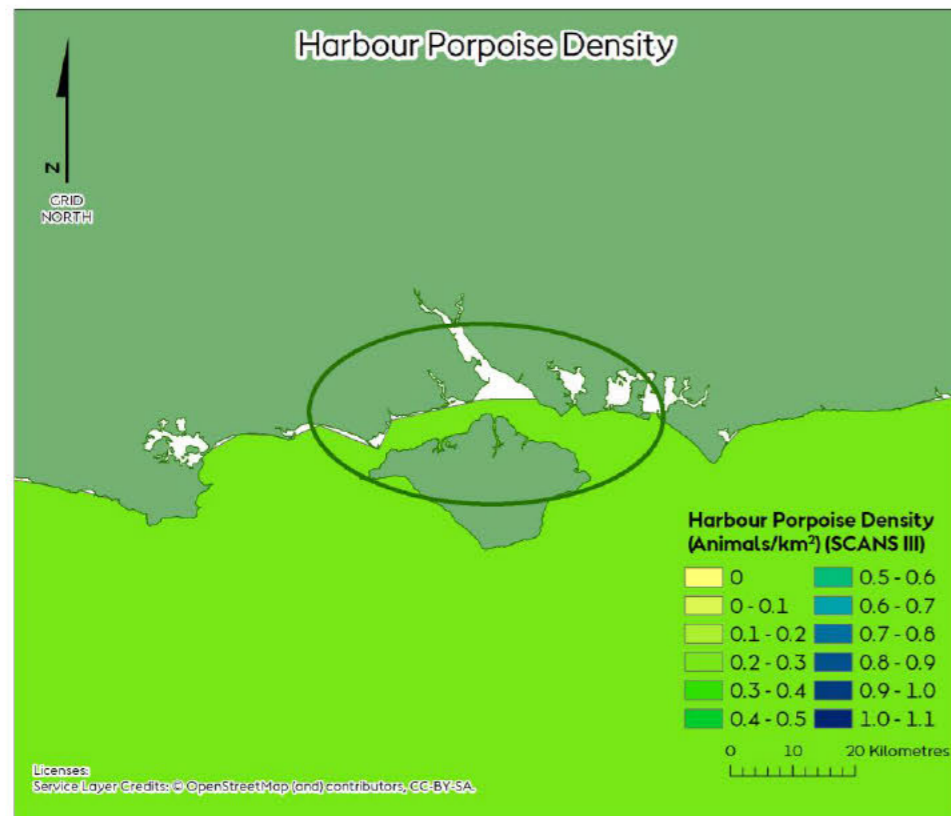 Harbour Porpoise Density
N
GRID
NORTH
Harbour Porpoise Density
(Animals/km²) (SCANS III)
0
0 - 0.1
0.1 - 0.2
0.2 - 0.3
0.3 - 0.4
0.4 - 0.5
0.5 - 0.6
0.6 - 0.7
0.7 - 0.8
0.8 - 0.9
0.9 - 1.0
1.0 - 1.1
0 10 20 Kilometres
Licenses:
Service Layer Credits: © OpenStreetMap (and) contributors, CC-BY-SA.